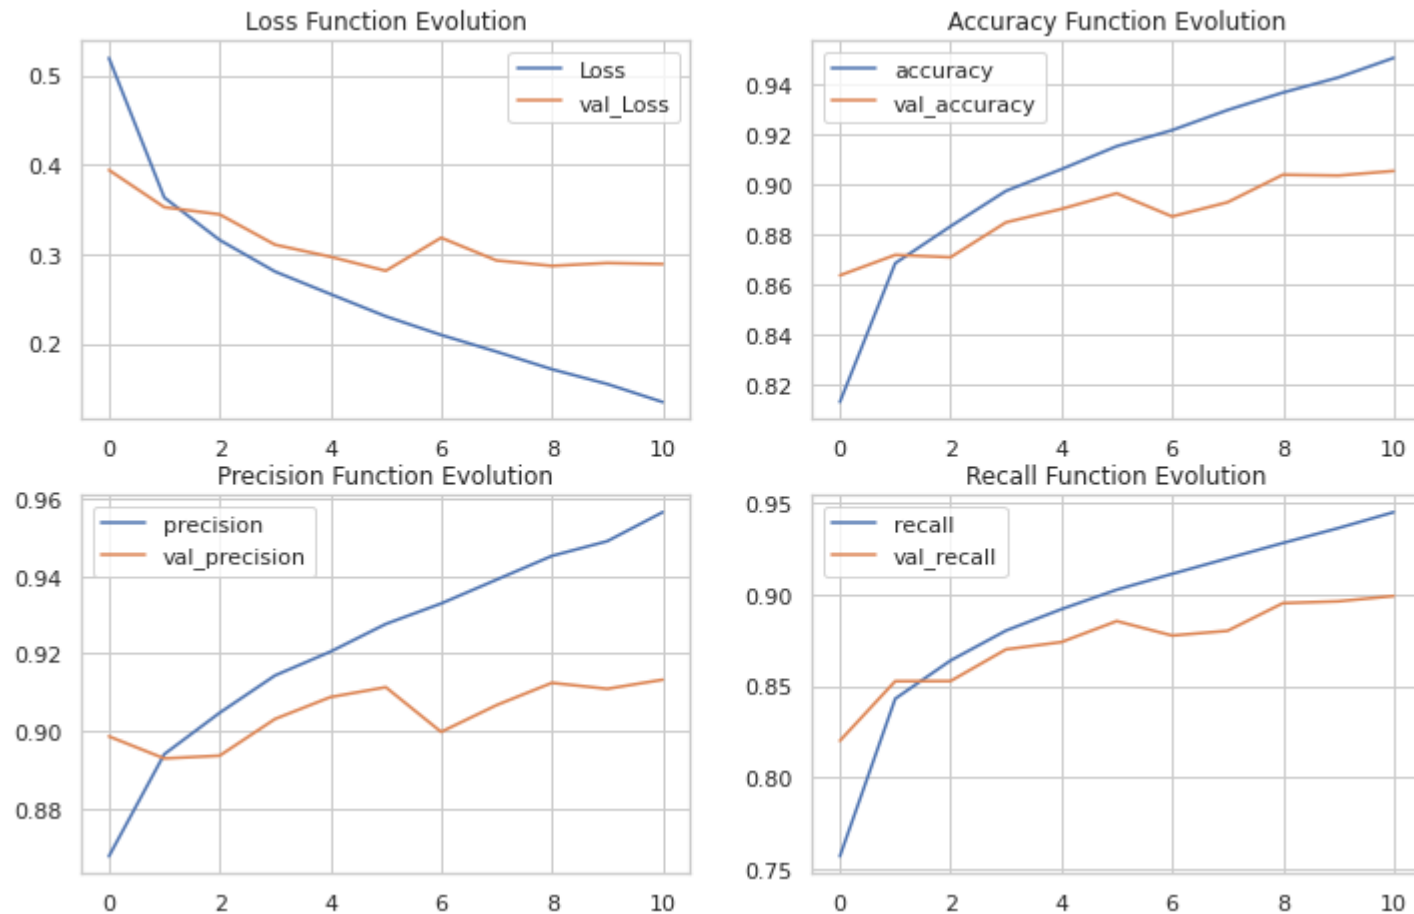 Loss Function Evolution
Loss
val_Loss
0.5
0.4
0.3
0.2
0 2 4 6 8 10
Accuracy Function Evolution
accuracy
val_accuracy
0.94
0.92
0.90
0.88
0.86
0.84
0.82
0 2 4 6 8 10
Precision Function Evolution
precision
val_precision
0.96
0.94
0.92
0.90
0.88
0 2 4 6 8 10
Recall Function Evolution
recall
val_recall
0.95
0.90
0.85
0.80
0.75
0 2 4 6 8 10